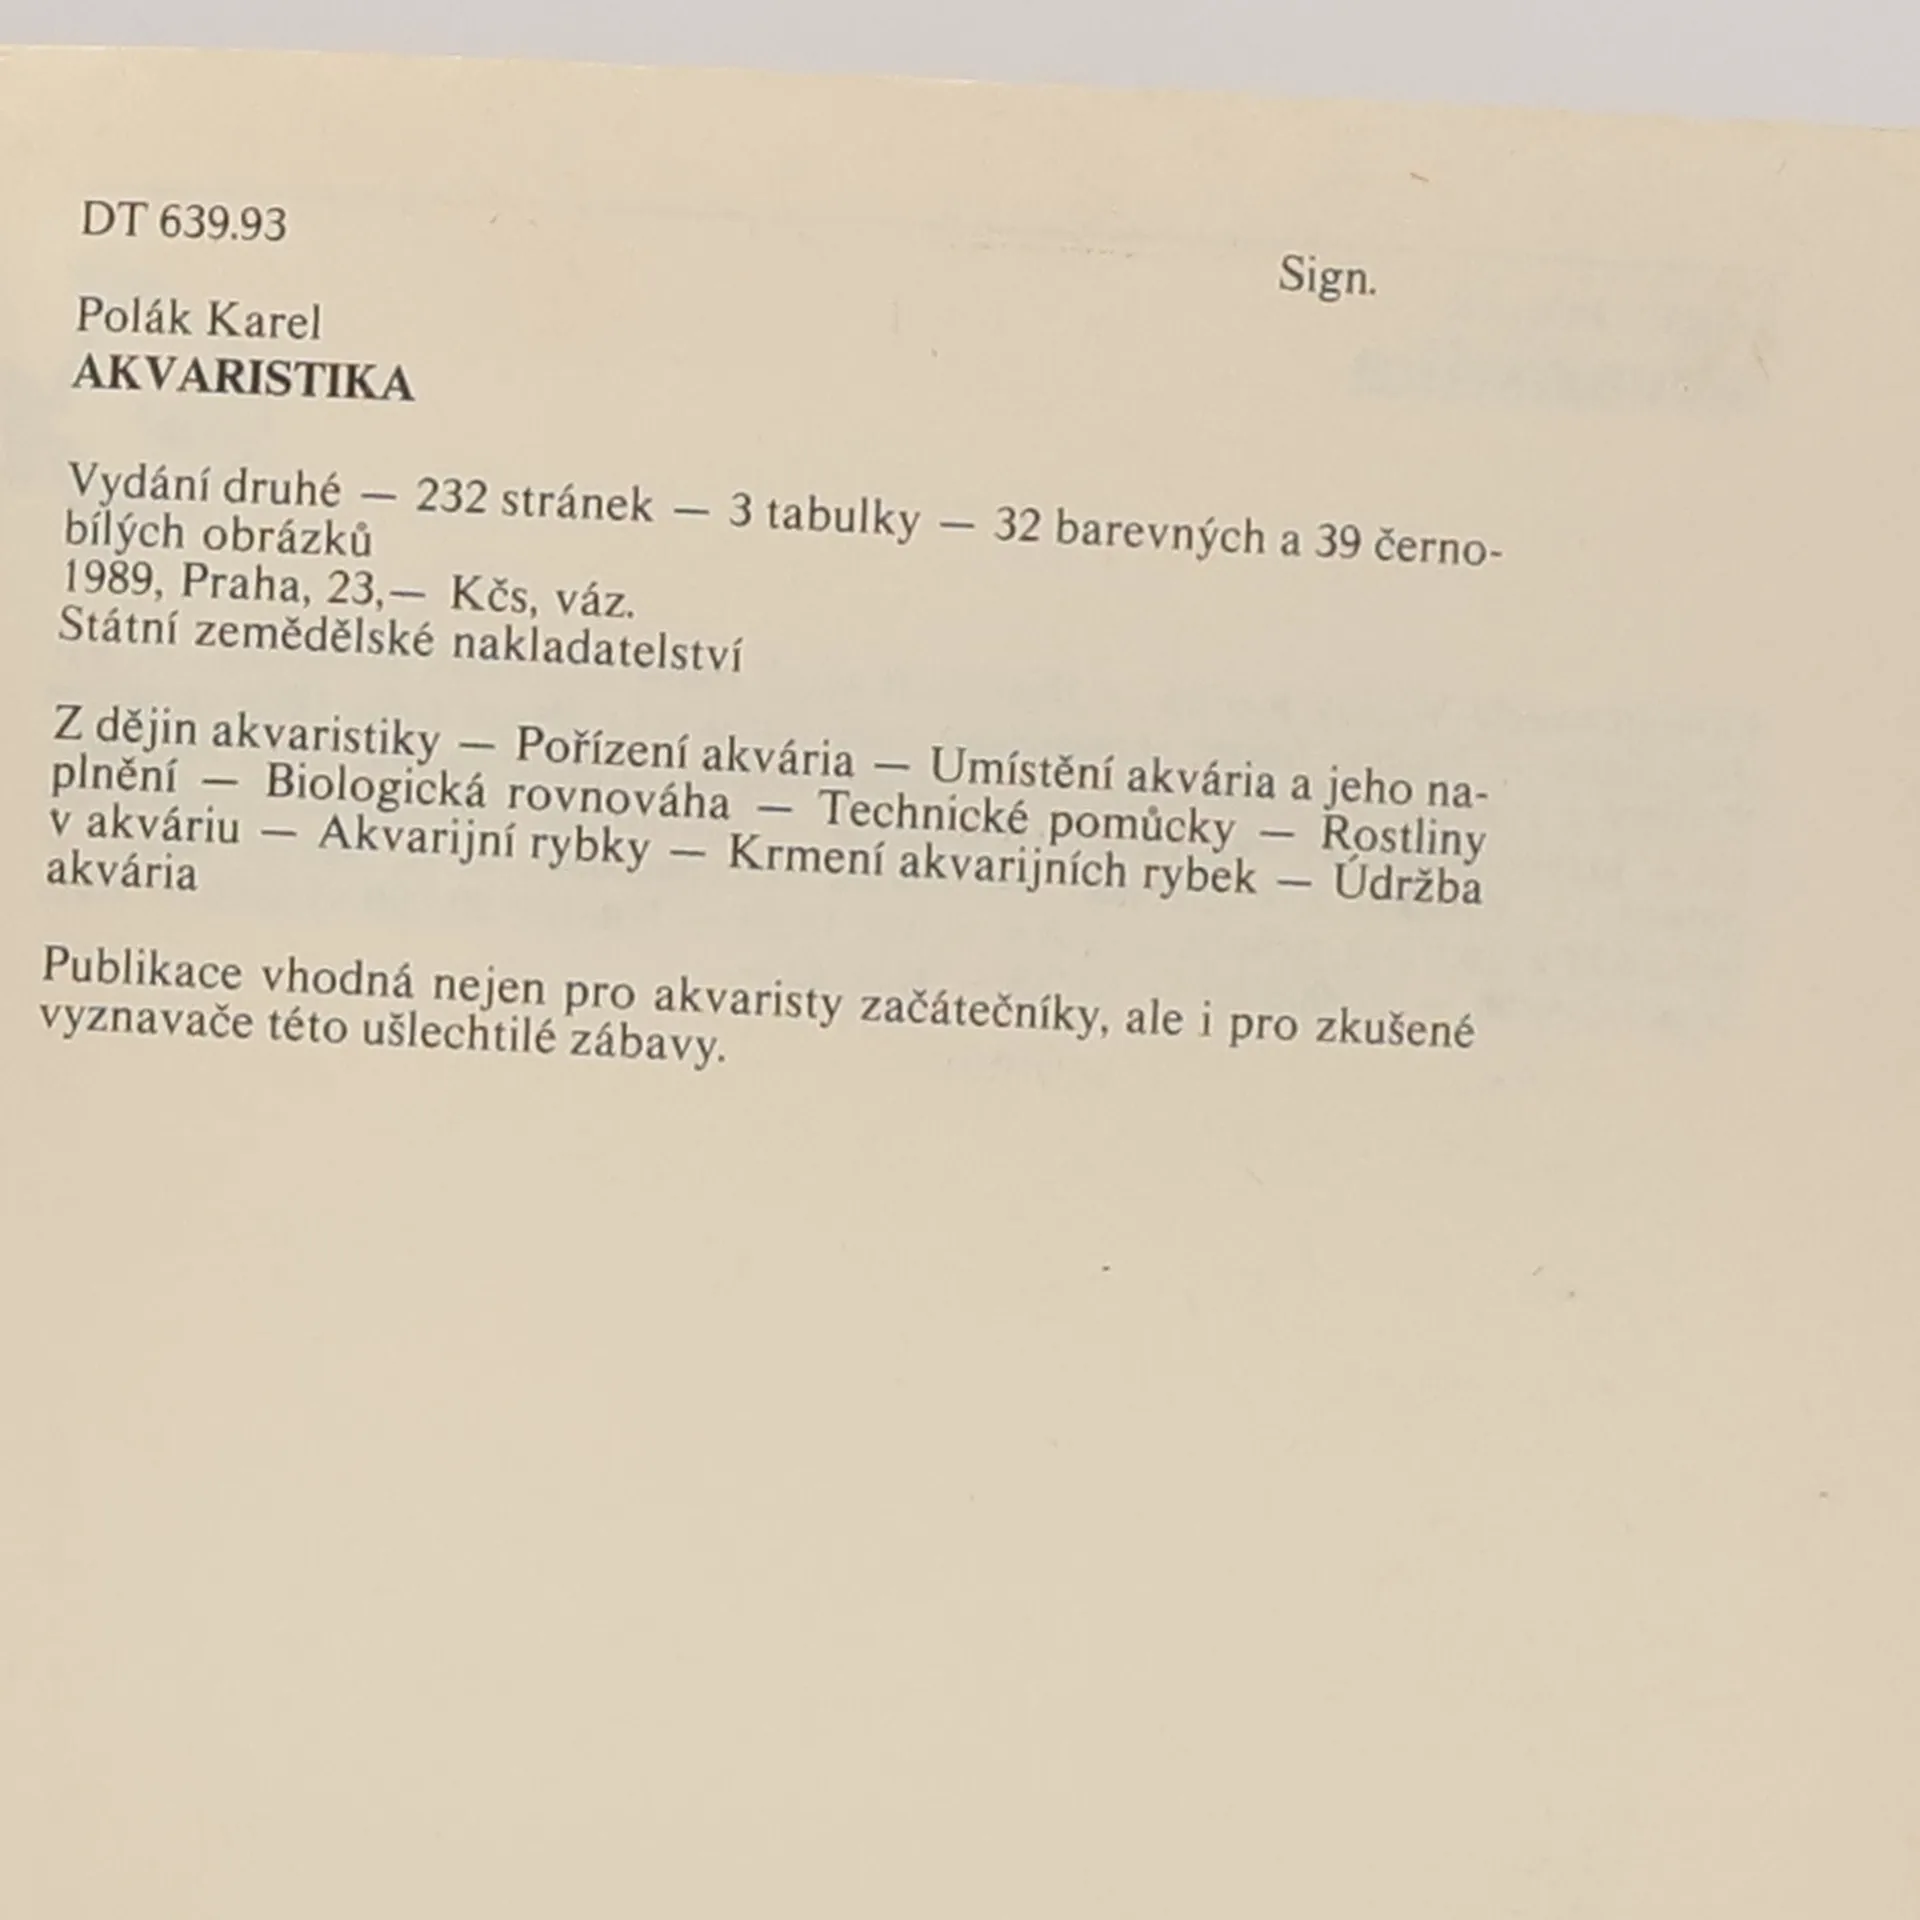 DT 639.93
Sign.
Polák Karel
AKVARISTIKA
Vydání druhé — 232 stránek — 3 tabulky — 32 barevných a 39 černo-
bílých obrázků
1989, Praha, 23,— Kčs, váz.
Státní zemědělské nakladatelství
Z dějin akvaristiky — Pořízení akvária — Umístění akvária a jeho na-
plnění — Biologická rovnováha — Technické pomůcky — Rostliny
v akváriu — Akvarijní rybky — Krmení akvarijních rybek — Údržba
akvária
Publikace vhodná nejen pro akvaristy začátečníky, ale i pro zkušené
vyznavače této ušlechtilé zábavy.